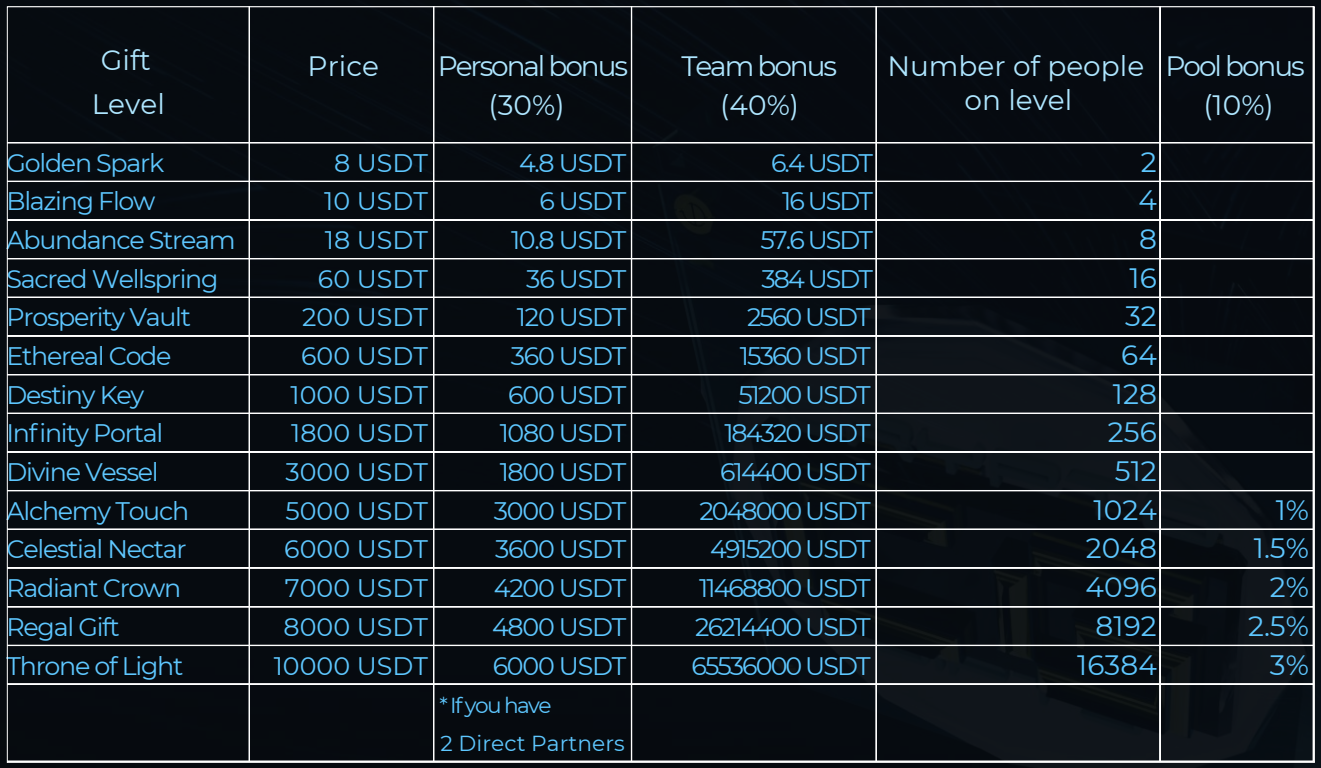 Gift
Level
Price
Personal bonus
(30%)
Team bonus
(40%)
Number of people
on level
Pool bonus
(10%)
Golden Spark 8 USDT 4.8 USDT 6.4 USDT 2
Blazing Flow 10 USDT 6 USDT 16 USDT 4
Abundance Stream 18 USDT 10.8 USDT 57.6 USDT 8
Sacred Wellspring 60 USDT 36 USDT 384 USDT 16
Prosperity Vault 200 USDT 120 USDT 2560 USDT 32
Ethereal Code 600 USDT 360 USDT 15360 USDT 64
Destiny Key 1000 USDT 600 USDT 51200 USDT 128
Infinity Portal 1800 USDT 1080 USDT 184320 USDT 256
Divine Vessel 3000 USDT 1800 USDT 614400 USDT 512
Alchemy Touch 5000 USDT 3000 USDT 2048000 USDT 1024 1%
Celestial Nectar 6000 USDT 3600 USDT 4915200 USDT 2048 1.5%
Radiant Crown 7000 USDT 4200 USDT 11468800 USDT 4096 2%
Regal Gift 8000 USDT 4800 USDT 26214400 USDT 8192 2.5%
Throne of Light 10000 USDT 6000 USDT 65536000 USDT 16384 3%
* If you have
2 Direct Partners